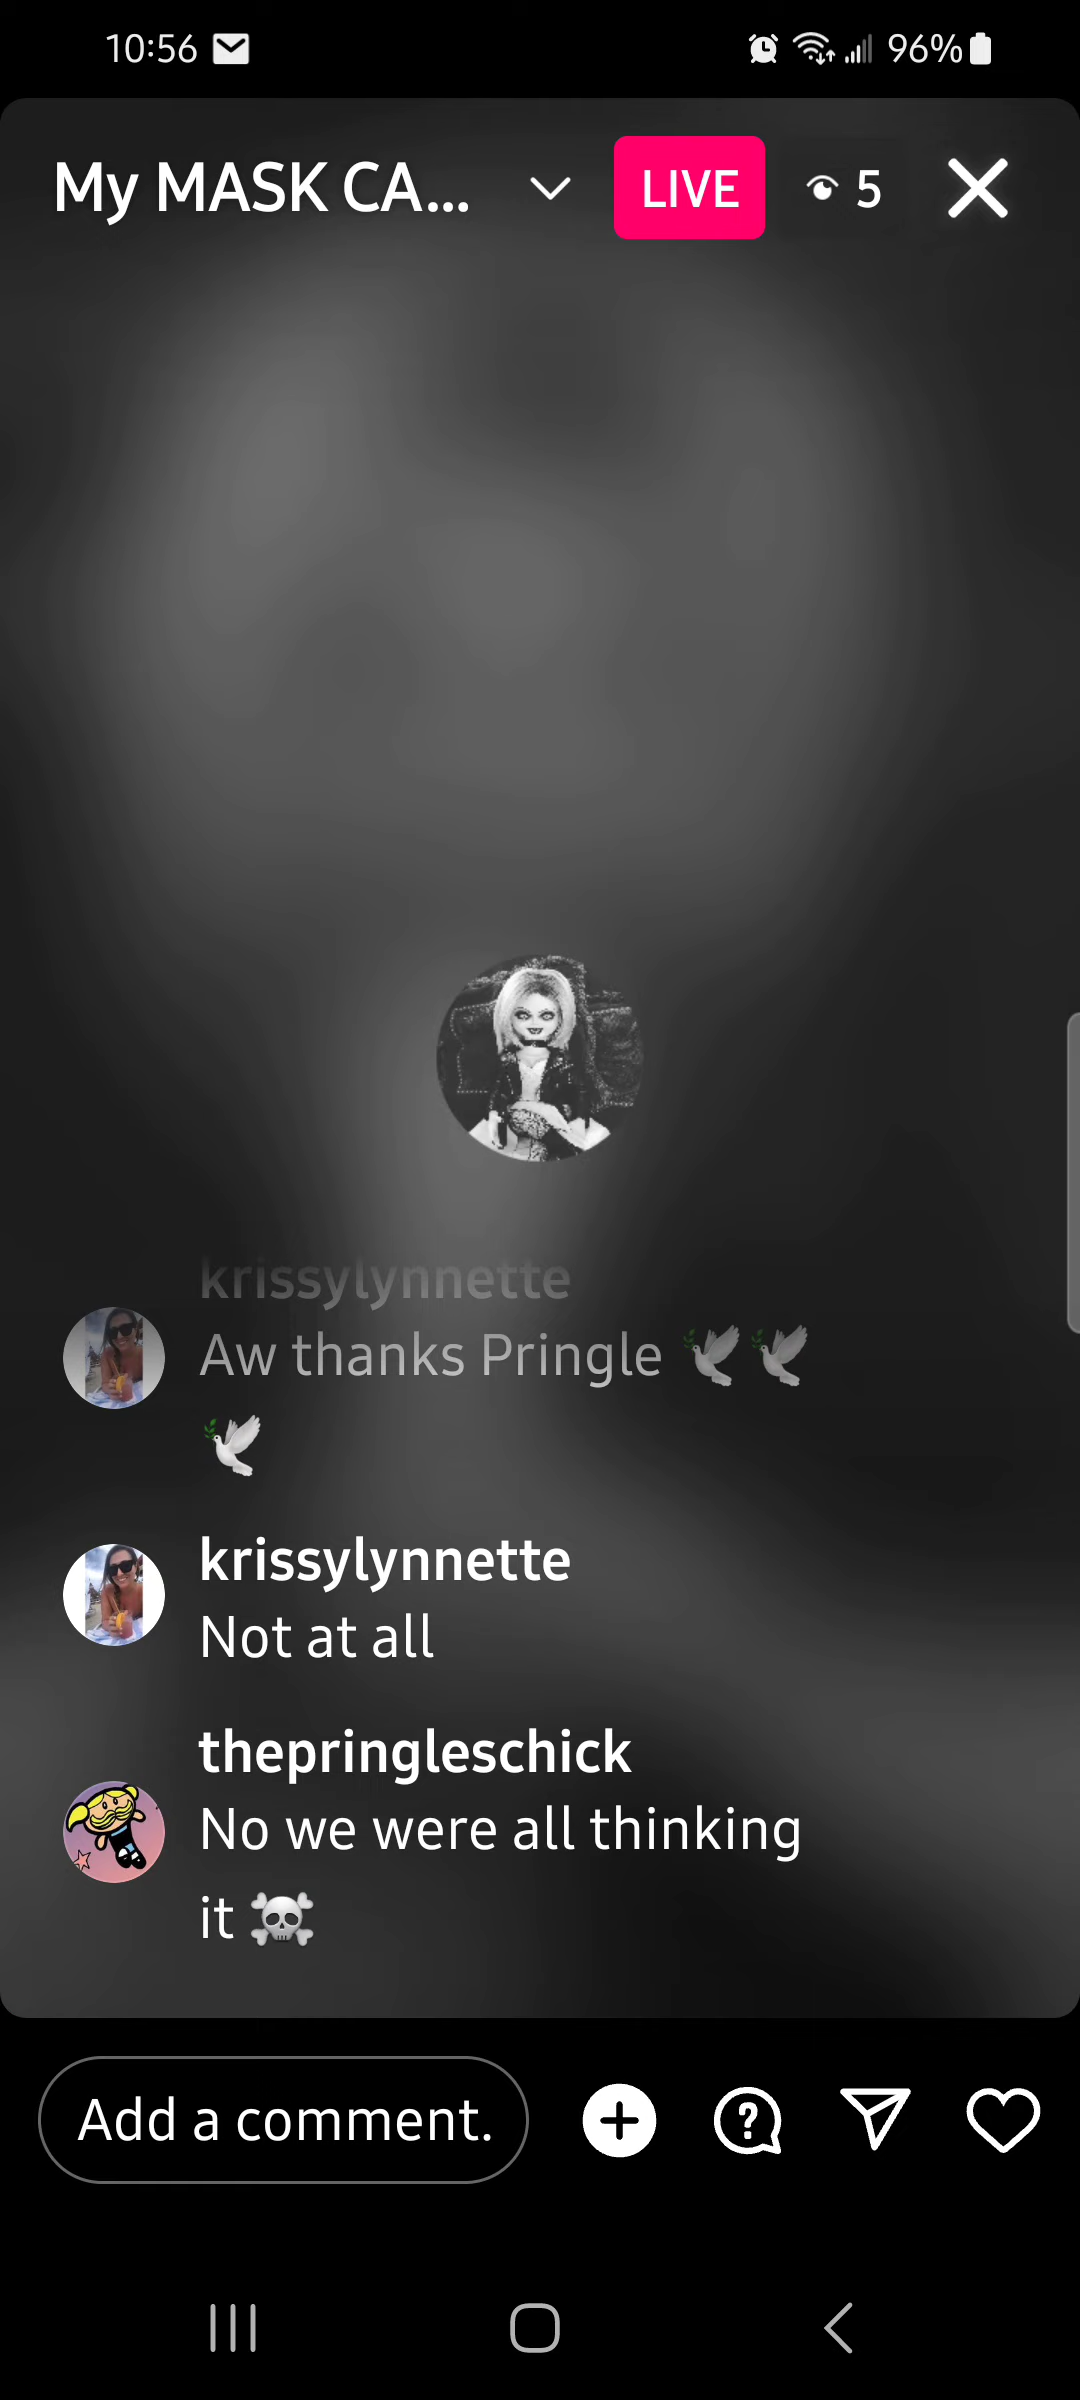 10:56 96%
My MASK CA... LIVE 5
krissylynnette
Aw thanks Pringle 🕊️🕊️
🕊️
krissylynnette
Not at all
thepringleschick
No we were all thinking
it ☠️
Add a comment.